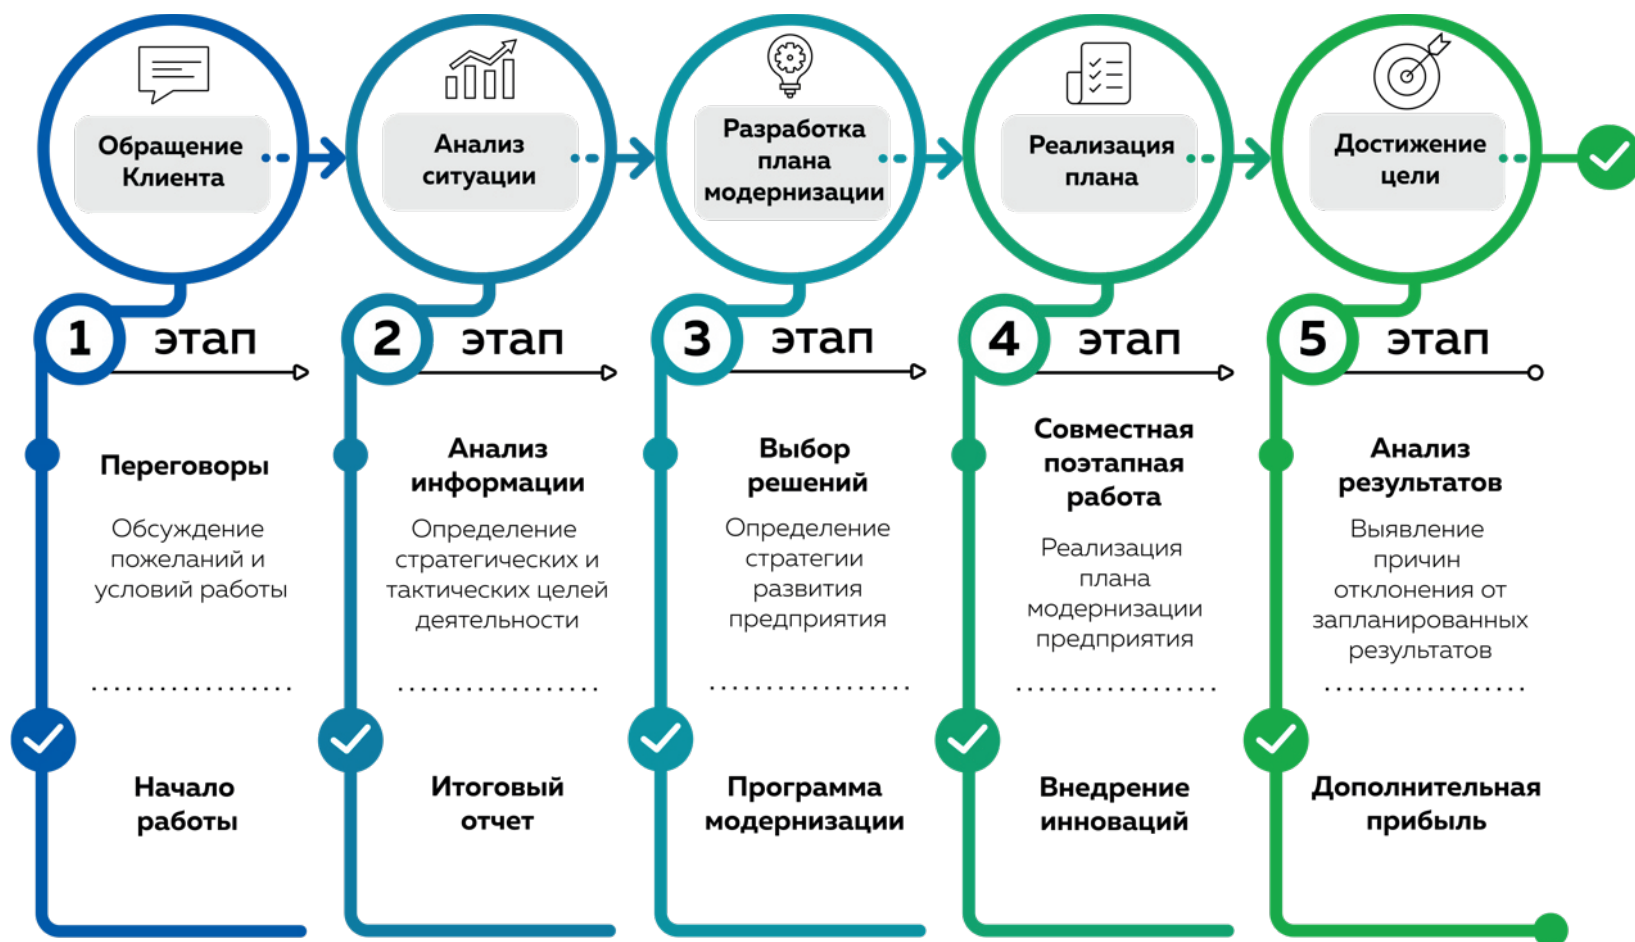 Обращение
Клиента
Анализ
ситуации
Разработка
плана
модернизации
Реализация
плана
Достижение
цели
1 этап
2 этап
3 этап
4 этап
5 этап
Переговоры
Обсуждение
пожеланий и
условий работы
Начало
работы
Анализ
информации
Определение
стратегических и
тактических целей
деятельности
Итоговый
отчет
Выбор
решений
Определение
стратегии
развития
предприятия
Программа
модернизации
Совместная
поэтапная
работа
Реализация
плана
модернизации
предприятия
Внедрение
инноваций
Анализ
результатов
Выявление
причин
отклонения от
запланированных
результатов
Дополнительная
прибыль